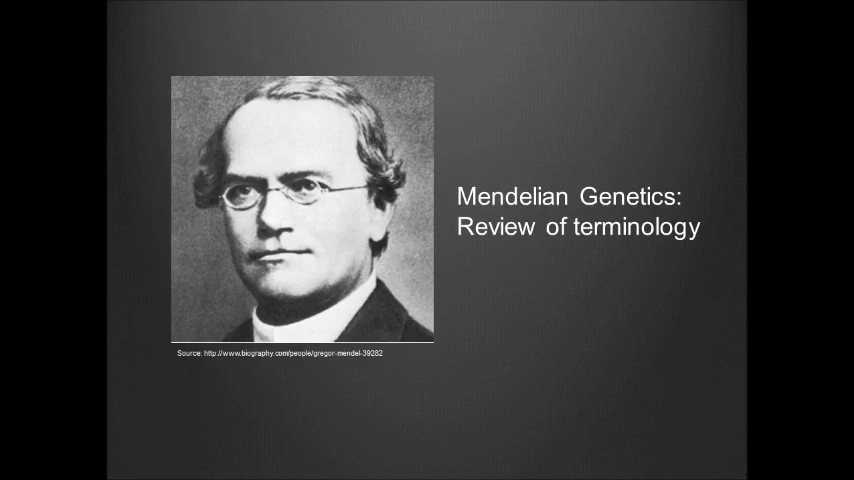 Mendelian Genetics:
Review of terminology
Source: http://www.biography.com/people/gregor-mendel-39282